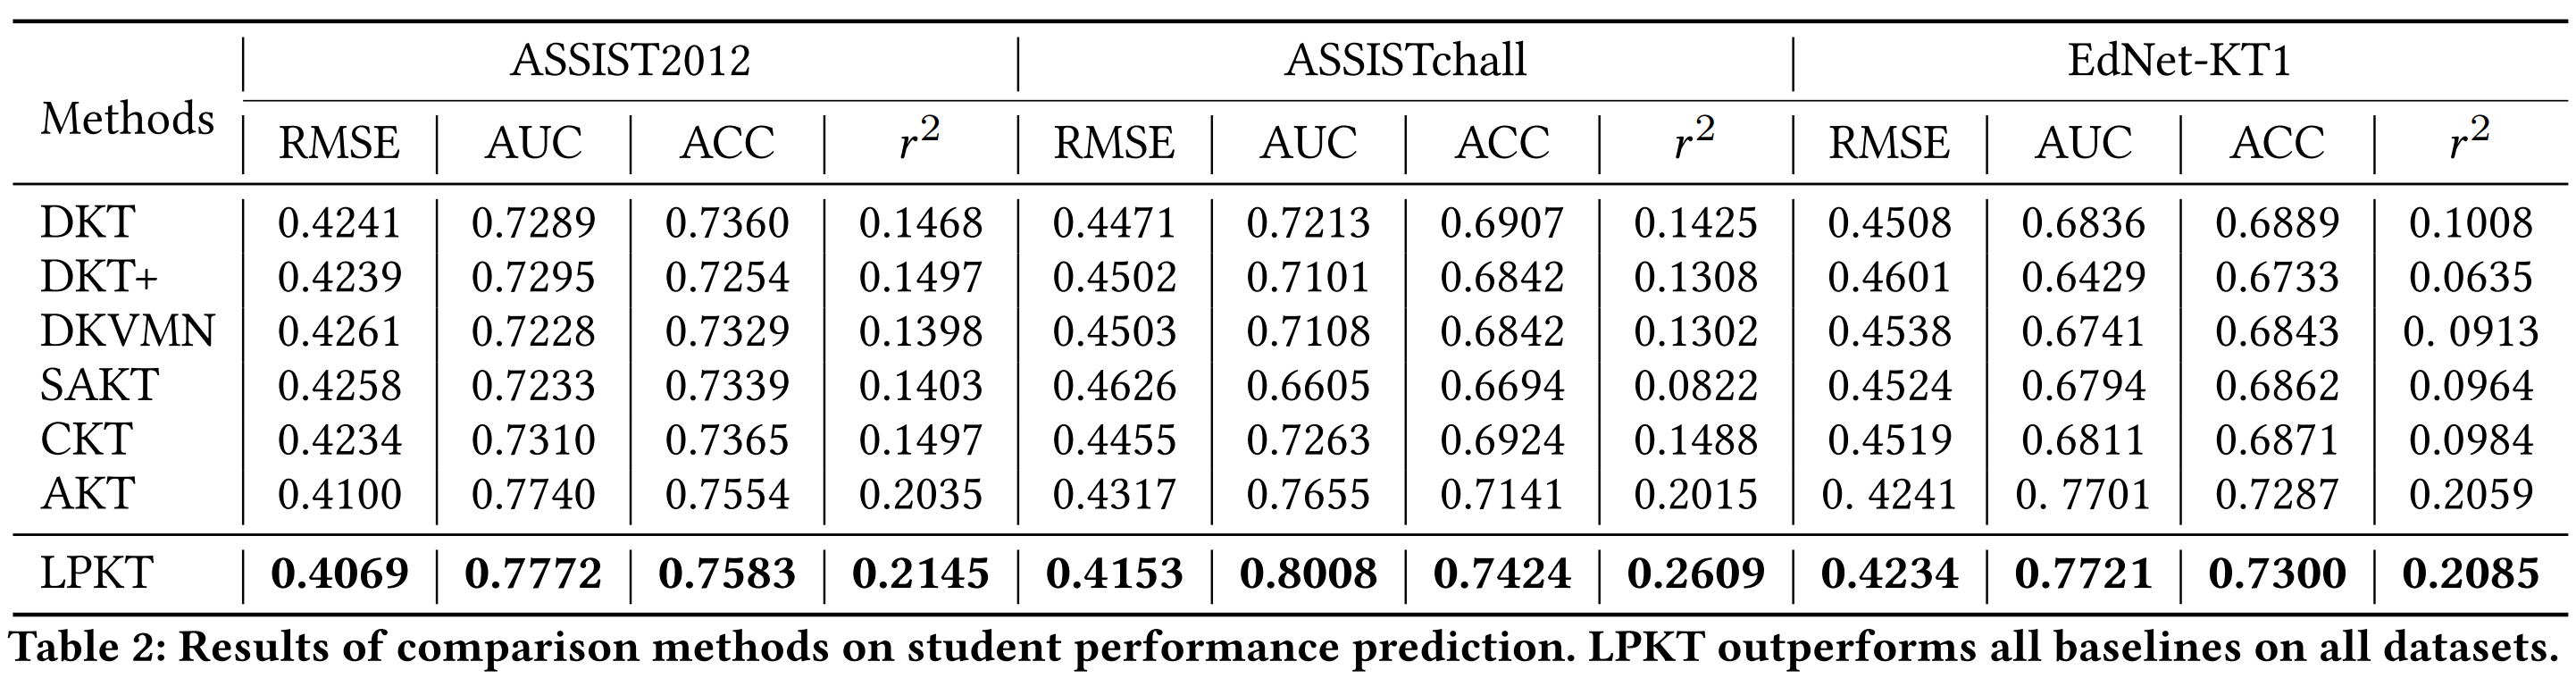 ASSIST2012 ASSISTchall EdNet-KT1
Methods
RMSE AUC ACC r² RMSE AUC ACC r² RMSE AUC ACC r²
DKT 0.4241 0.7289 0.7360 0.1468 0.4471 0.7213 0.6907 0.1425 0.4508 0.6836 0.6889 0.1008
DKT+ 0.4239 0.7295 0.7254 0.1497 0.4502 0.7101 0.6842 0.1308 0.4601 0.6429 0.6733 0.0635
DKVMN 0.4261 0.7228 0.7329 0.1398 0.4503 0.7108 0.6842 0.1302 0.4538 0.6741 0.6843 0. 0913
SAKT 0.4258 0.7233 0.7339 0.1403 0.4626 0.6605 0.6694 0.0822 0.4524 0.6794 0.6862 0.0964
CKT 0.4234 0.7310 0.7365 0.1497 0.4455 0.7263 0.6924 0.1488 0.4519 0.6811 0.6871 0.0984
AKT 0.4100 0.7740 0.7554 0.2035 0.4317 0.7655 0.7141 0.2015 0. 4241 0. 7701 0.7287 0.2059
LPKT 0.4069 0.7772 0.7583 0.2145 0.4153 0.8008 0.7424 0.2609 0.4234 0.7721 0.7300 0.2085
Table 2: Results of comparison methods on student performance prediction. LPKT outperforms all baselines on all datasets.